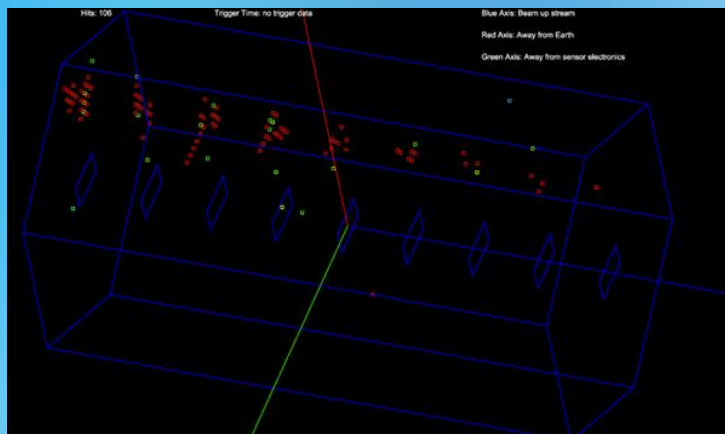 Hits: 106
Trigger Time: no trigger data
Blue Axis: Beam up stream
Red Axis: Away from Earth
Green Axis: Away from sensor electronics